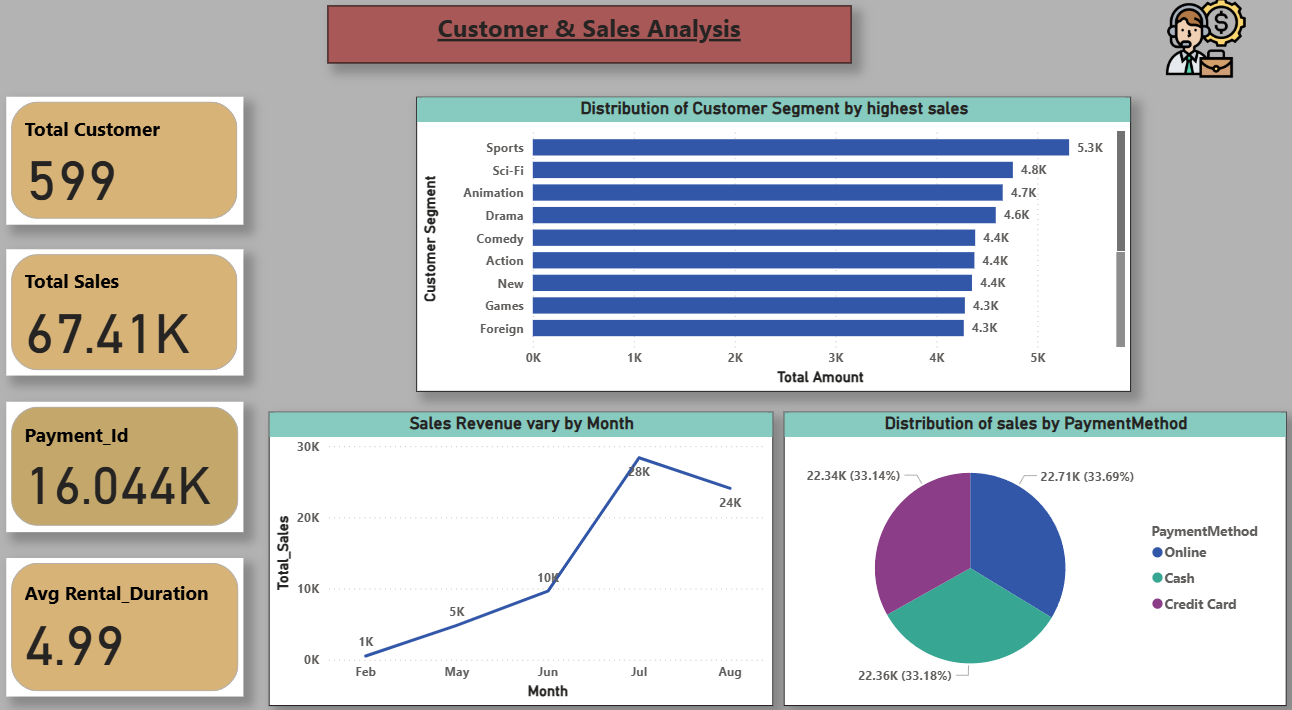 Customer & Sales Analysis
$
Total Customer
599
Total Sales
67.41K
Payment_Id
16.044K
Avg Rental_Duration
4.99
Distribution of Customer Segment by highest sales
Customer Segment
Sports 5.3K
Sci-Fi 4.8K
Animation 4.7K
Drama 4.6K
Comedy 4.4K
Action 4.4K
New 4.4K
Games 4.3K
Foreign 4.3K
0K 1K 2K 3K 4K 5K
Total Amount
Sales Revenue vary by Month
Total_Sales
30K
20K
10K
0K
1K
5K
10K
28K
24K
Feb May Jun Jul Aug
Month
Distribution of sales by PaymentMethod
22.34K (33.14%)
22.71K (33.69%)
22.36K (33.18%)
PaymentMethod
Online
Cash
Credit Card